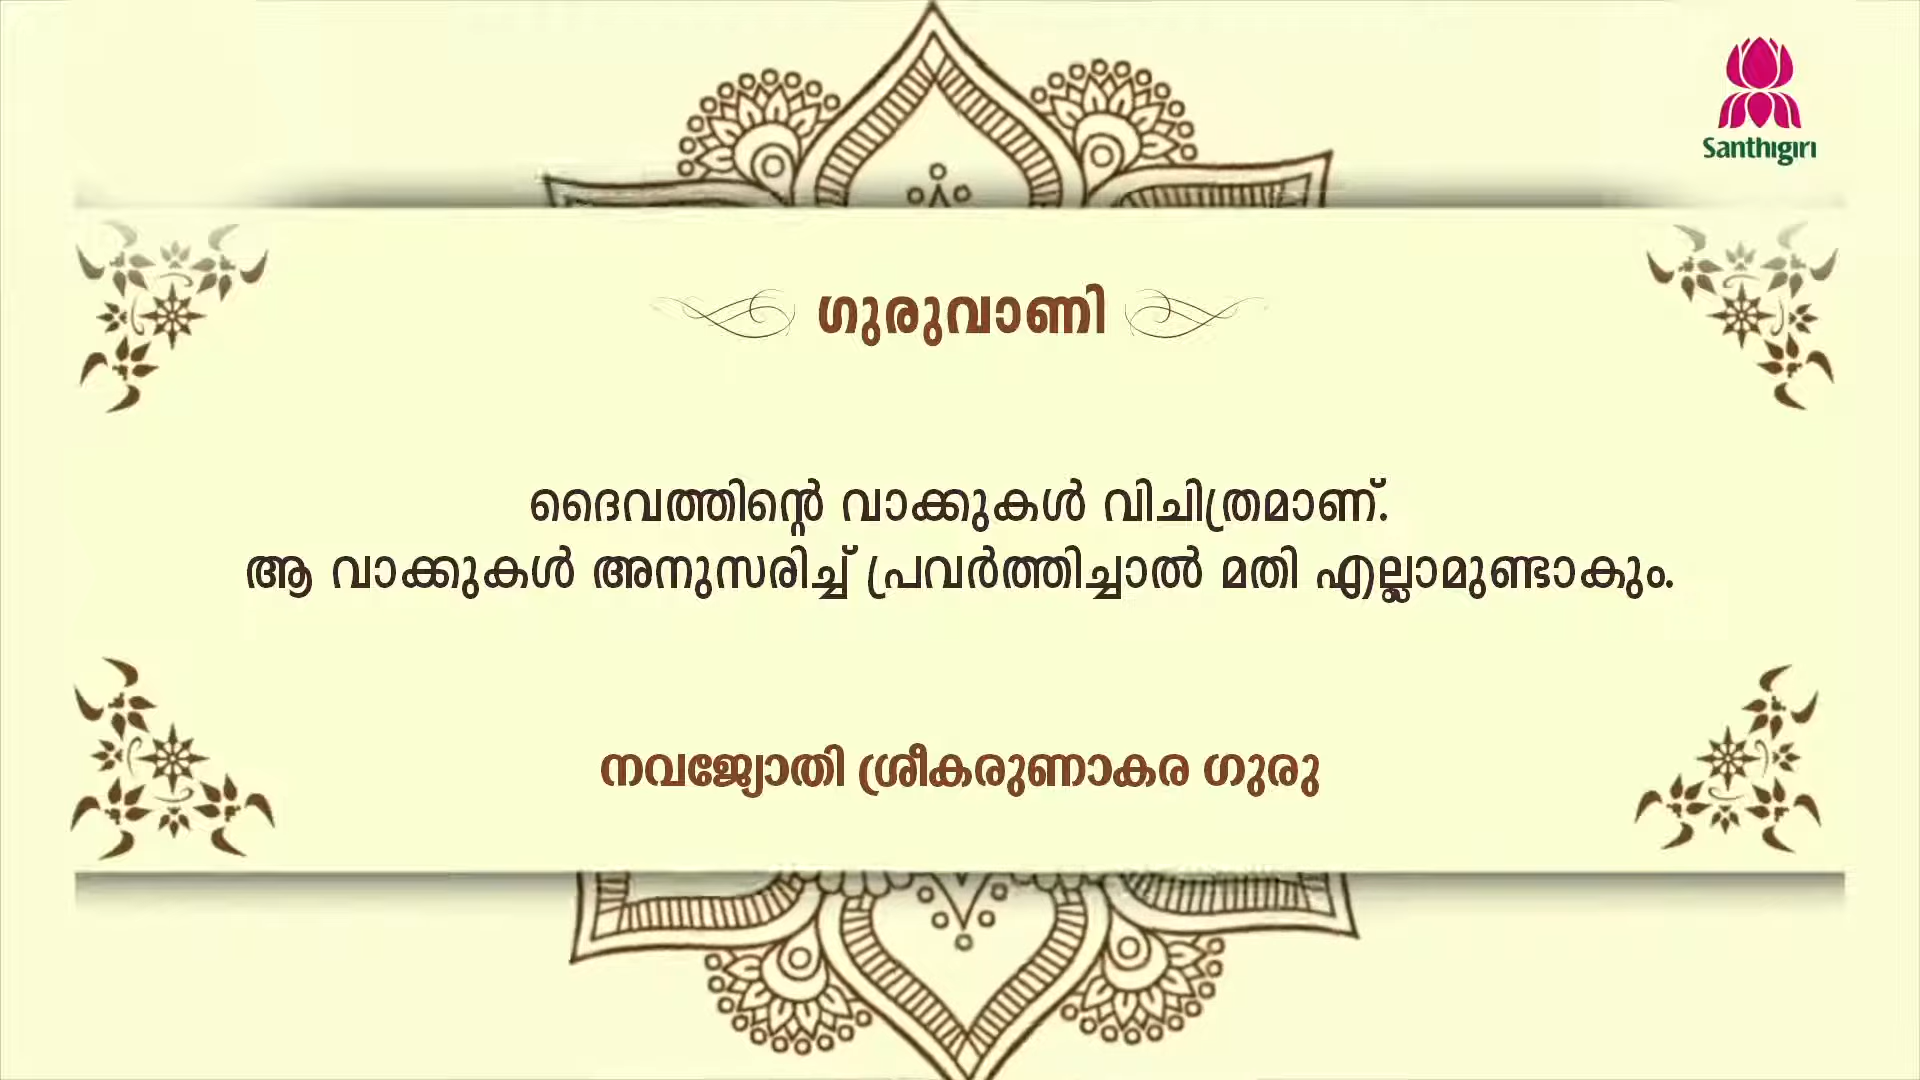 Santhigiri
ഗുരുവാണി
ദൈവത്തിന്റെ വാക്കുകൾ വിചിത്രമാണ്.
ആ വാക്കുകൾ അനുസരിച്ച് പ്രവർത്തിച്ചാൽ മതി എല്ലാമുണ്ടാകും.
നവജ്യോതി ശ്രീകരുണാകര ഗുരു